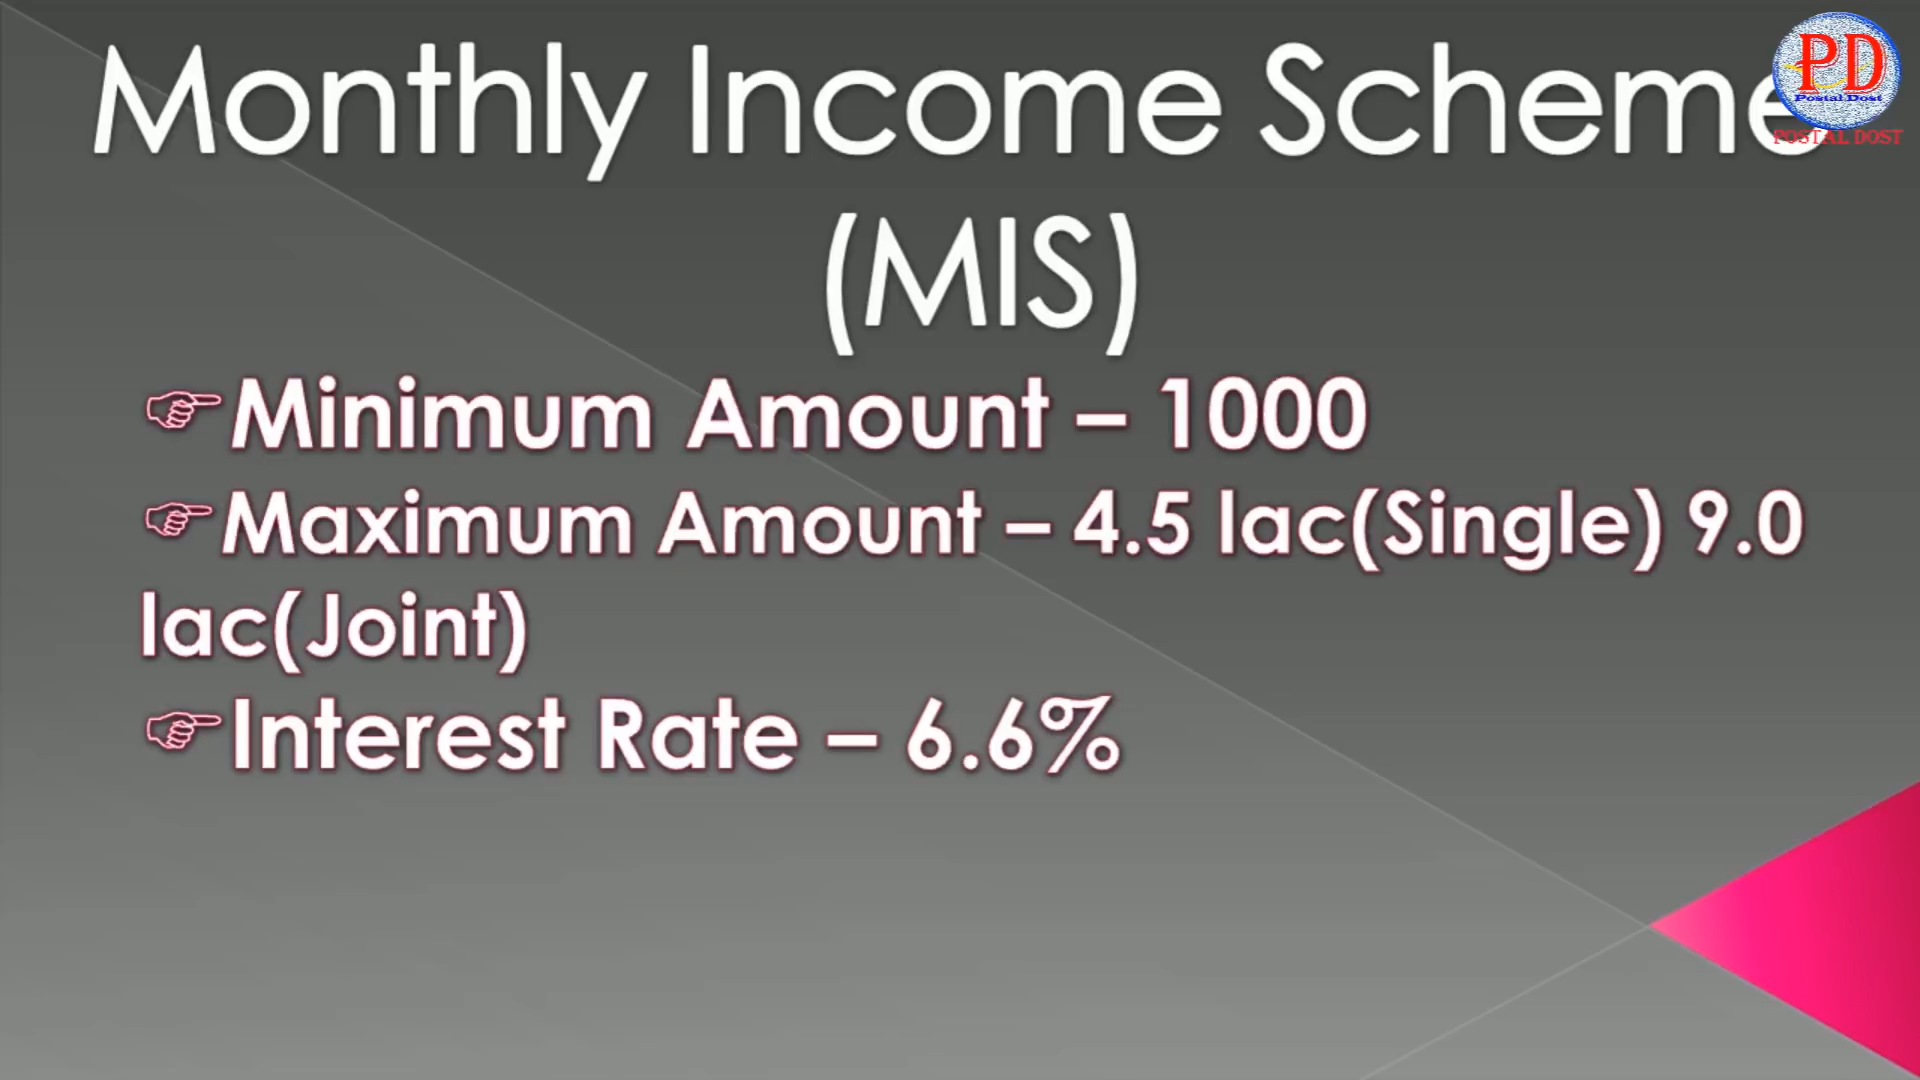 Monthly Income Scheme
(MIS)
☞Minimum Amount – 1000
☞Maximum Amount – 4.5 lac(Single) 9.0
lac(Joint)
☞Interest Rate – 6.6%
PD
Postal Dost
POSTAL DOST